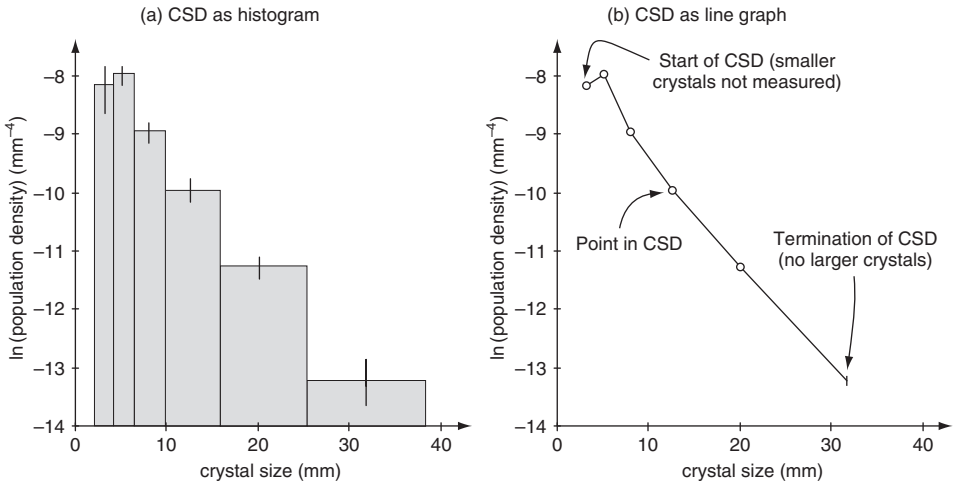 (a) CSD as histogram
ln (population density) (mm⁻⁴)
–8
–9
–10
–11
–12
–13
–14
0 10 20 30 40
crystal size (mm)
(b) CSD as line graph
ln (population density) (mm⁻⁴)
–8
–9
–10
–11
–12
–13
–14
Start of CSD (smaller
crystals not measured)
Point in CSD
Termination of CSD
(no larger crystals)
0 10 20 30 40
crystal size (mm)